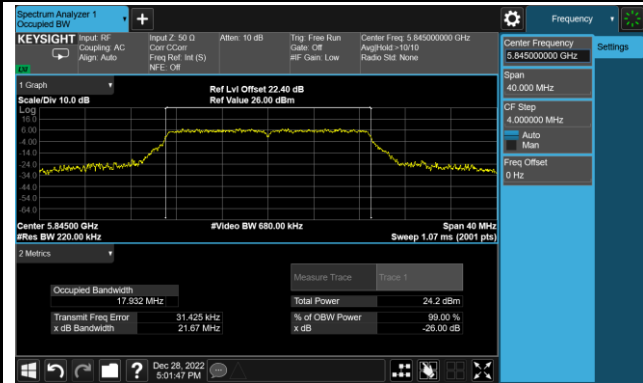 Spectrum Analyzer 1
Occupied BW
Frequency
KEYSIGHT
Input: RF
Coupling: AC
Align: Auto
Input Z: 50 Ω
Corr CCorr
Freq Ref: Int (S)
NFE: Off
Atten: 10 dB
Trig: Free Run
Gate: Off
#IF Gain: Low
Center Freq: 5.845000000 GHz
Avg|Hold:>10/10
Radio Std: None
Center Frequency
5.845000000 GHz
Settings
Span
40.000 MHz
CF Step
4.000000 MHz
Auto
Man
Freq Offset
0 Hz
1 Graph
Scale/Div 10.0 dB
Ref Lvl Offset 22.40 dB
Ref Value 26.00 dBm
Log
16.0
6.00
-4.00
-14.0
-24.0
-34.0
-44.0
-54.0
-64.0
Center 5.84500 GHz
#Res BW 220.00 kHz
#Video BW 680.00 kHz
Span 40 MHz
Sweep 1.07 ms (2001 pts)
2 Metrics
Measure Trace
Trace 1
Occupied Bandwidth
17.932 MHz
Total Power
24.2 dBm
Transmit Freq Error
31.425 kHz
% of OBW Power
99.00 %
x dB Bandwidth
21.67 MHz
x dB
-26.00 dB
Dec 28, 2022
5:01:47 PM